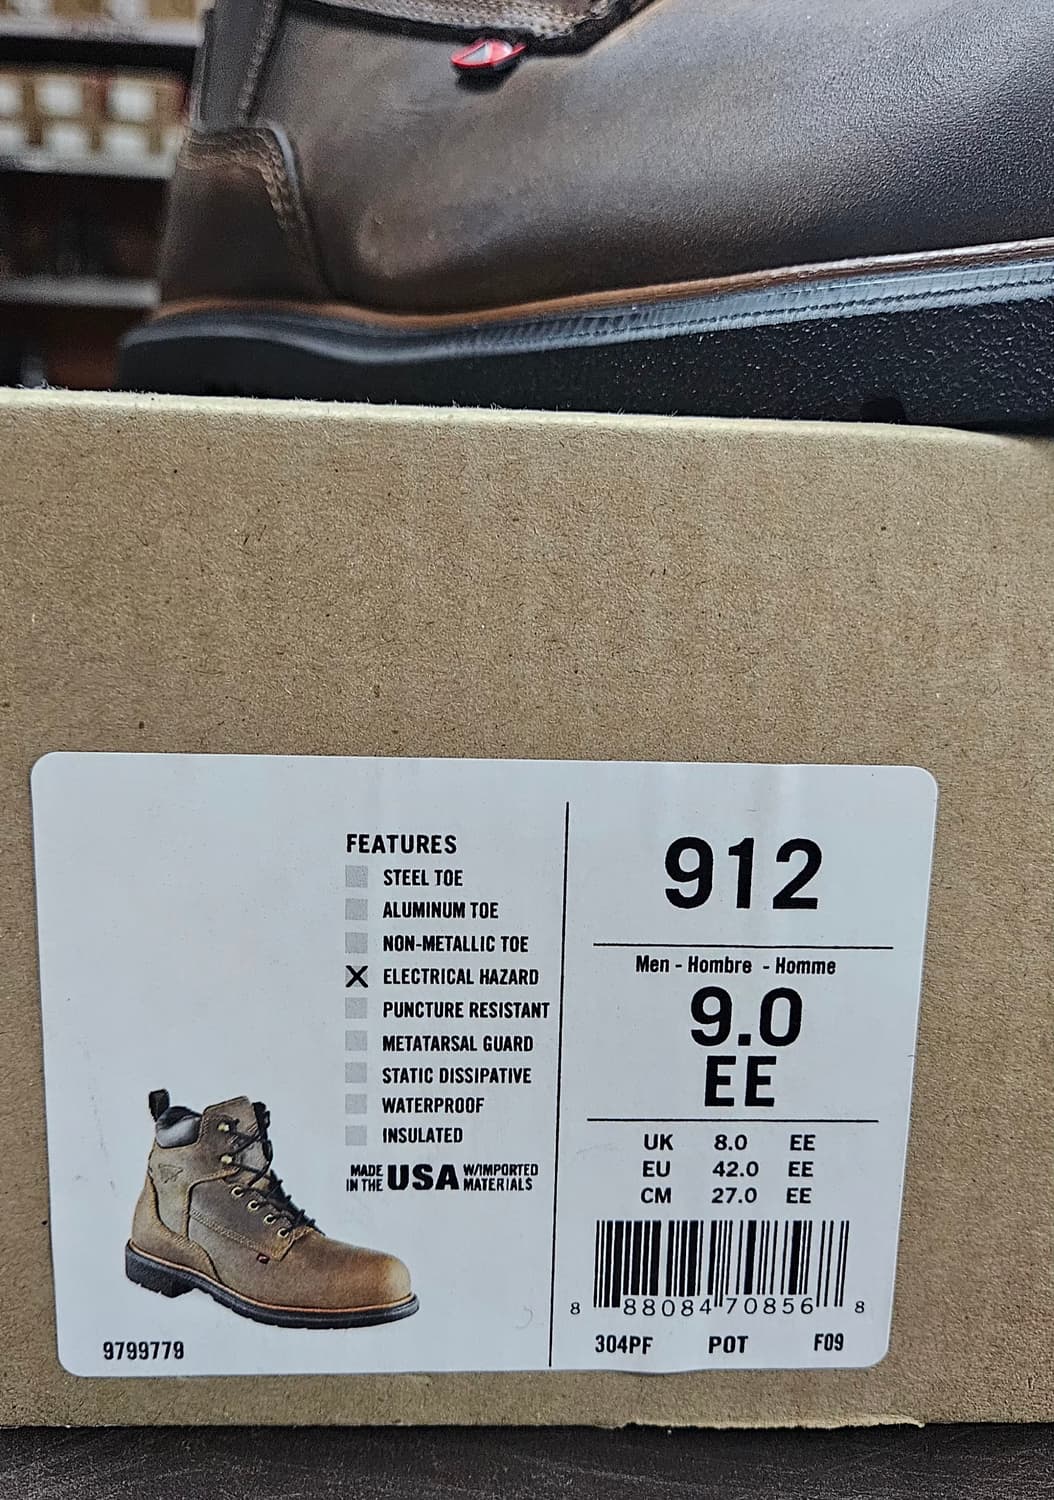 FEATURES
STEEL TOE
ALUMINUM TOE
NON-METALLIC TOE
X ELECTRICAL HAZARD
PUNCTURE RESISTANT
METATARSAL GUARD
STATIC DISSIPATIVE
WATERPROOF
INSULATED
MADE IN THE USA W/IMPORTED MATERIALS
9799779
912
Men - Hombre - Homme
9.0
EE
UK 8.0 EE
EU 42.0 EE
CM 27.0 EE
8 88084 70856 8
304PF POT F09